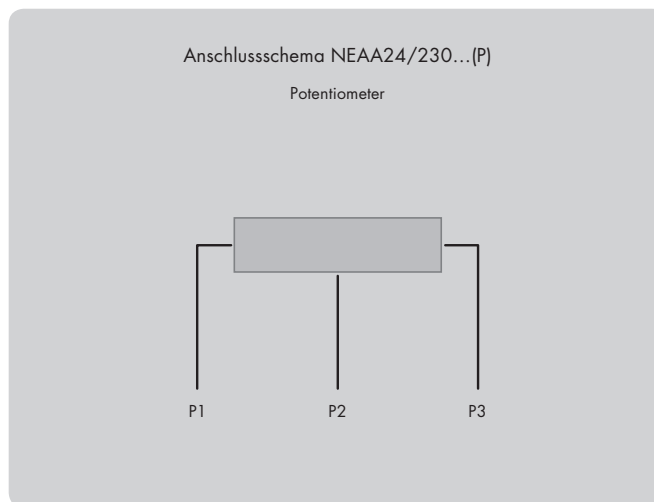 Anschlussschema NEAA24/230...(P)
Potentiometer
P1 P2 P3